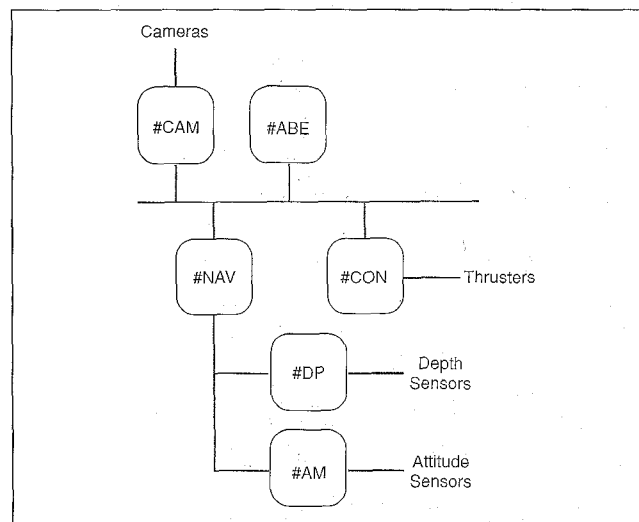 Cameras
#CAM
#ABE
#NAV
#CON
Thrusters
#DP
Depth
Sensors
#AM
Attitude
Sensors